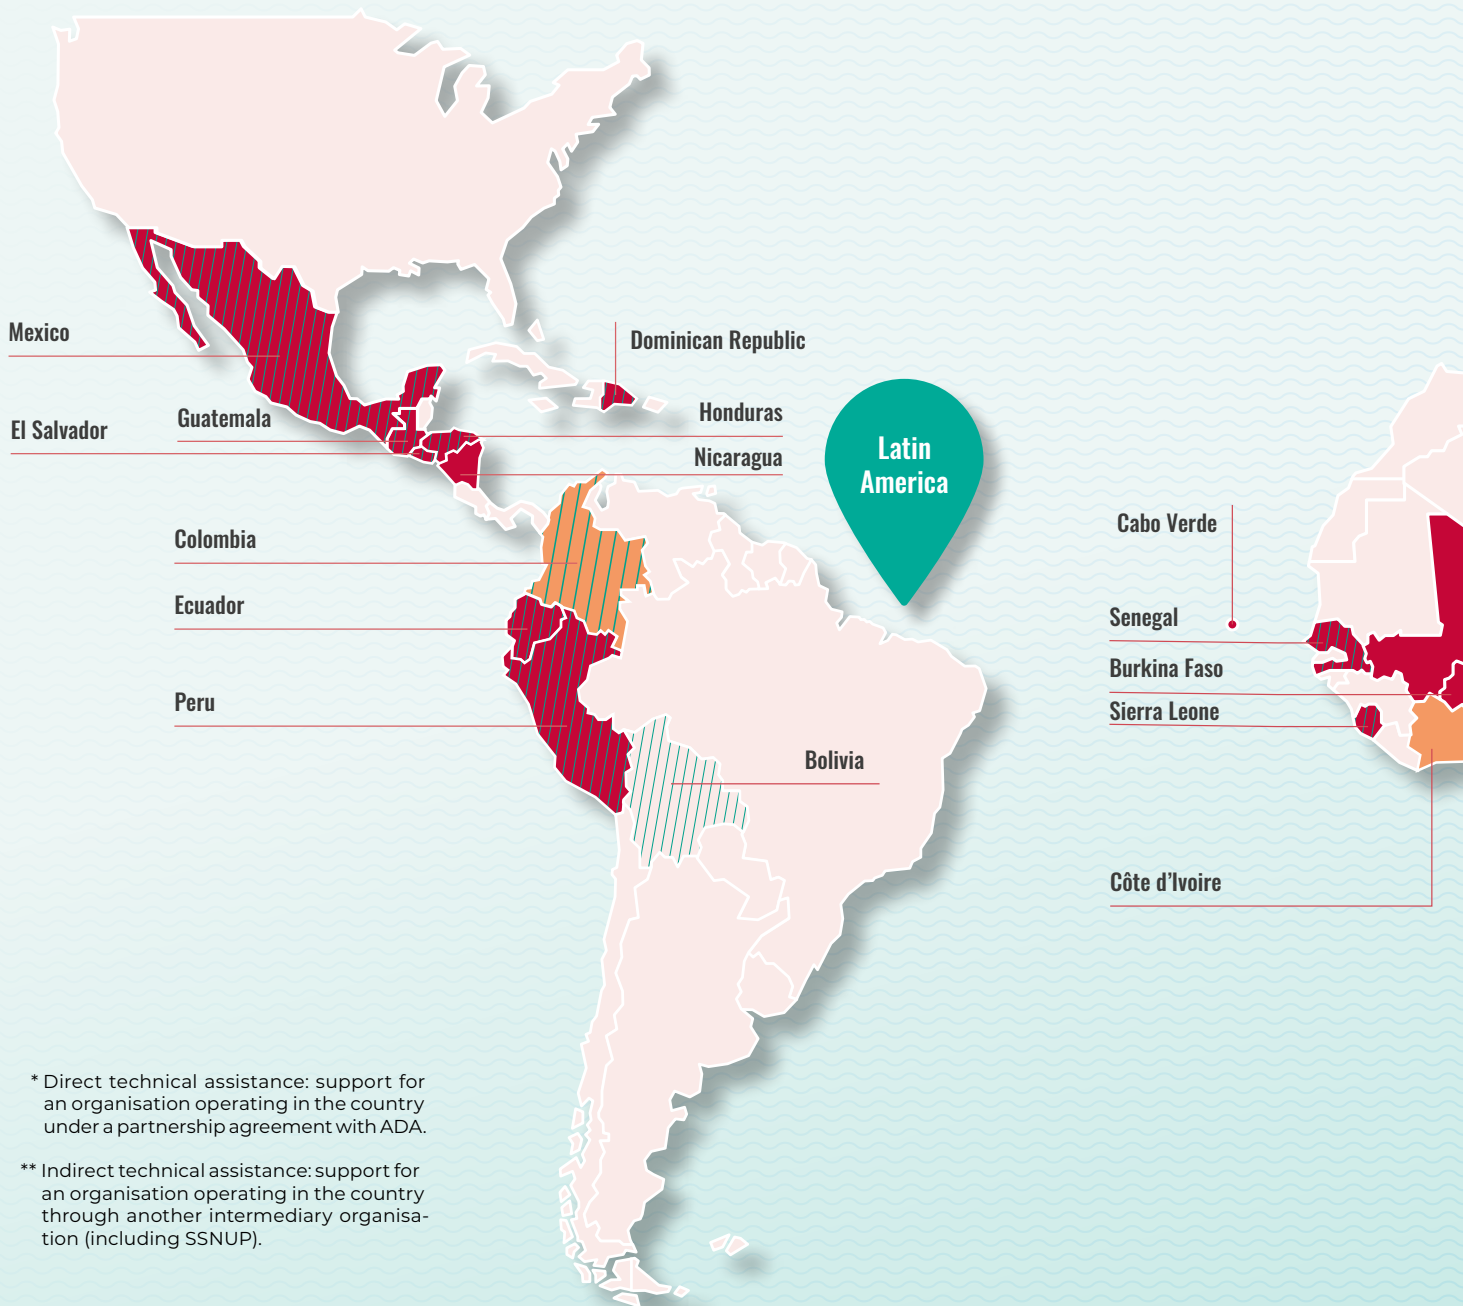 Mexico
Dominican Republic
Guatemala
Honduras
El Salvador
Nicaragua
Latin
America
Colombia
Ecuador
Peru
Bolivia
Cabo Verde
Senegal
Burkina Faso
Sierra Leone
Côte d’Ivoire
* Direct technical assistance: support for
an organisation operating in the country
under a partnership agreement with ADA.
** Indirect technical assistance: support for
an organisation operating in the country
through another intermediary organisa-
tion (including SSNUP).